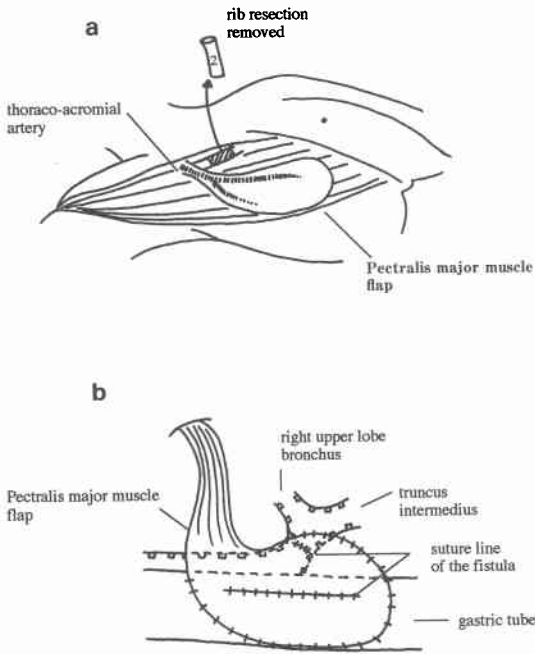 a
rib resection
removed
2
thoraco-acromial
artery
Pectralis major muscle
flap
b
right upper lobe
bronchus
Pectralis major muscle
flap
truncus
intermedius
suture line
of the fistula
gastric tube